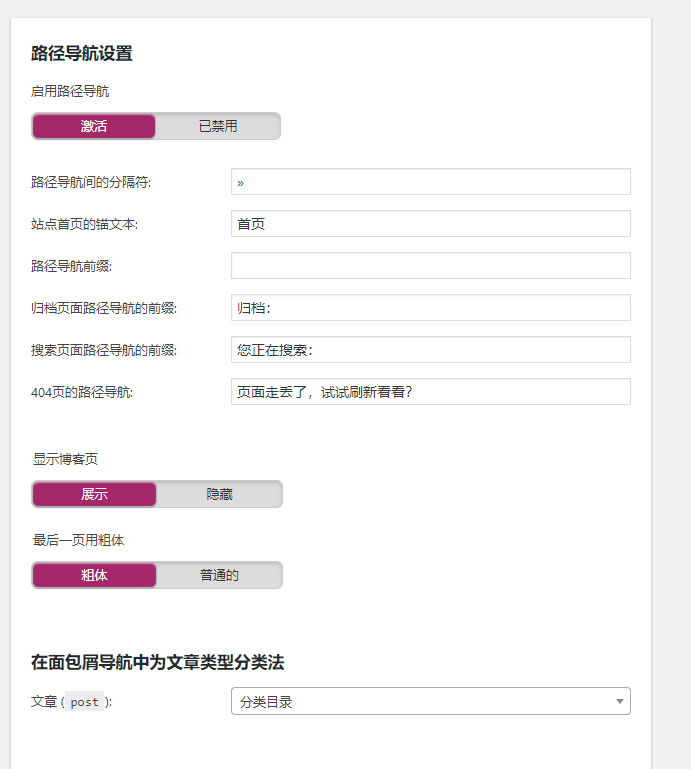 路径导航设置
启用路径导航
激活 已禁用
路径导航间的分隔符: »
站点首页的锚文本: 首页
路径导航前缀:
归档页面路径导航的前缀: 归档：
搜索页面路径导航的前缀: 您正在搜索：
404页的路径导航: 页面走丢了，试试刷新看看？
显示博客页
展示 隐藏
最后一页用粗体
粗体 普通的
在面包屑导航中为文章类型分类法
文章 (post): 分类目录